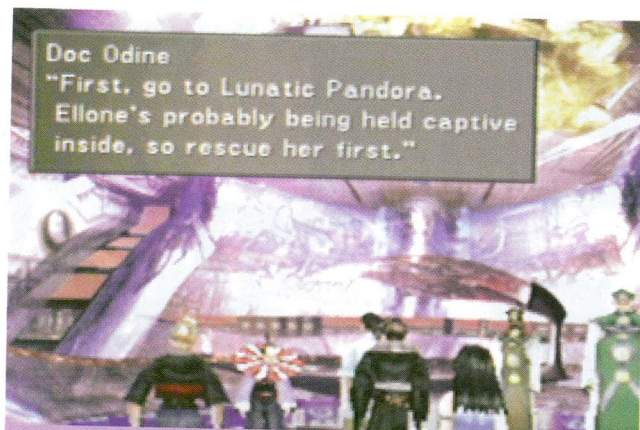 Doc Odine
"First, go to Lunatic Pandora.
Ellone's probably being held captive
inside, so rescue her first."